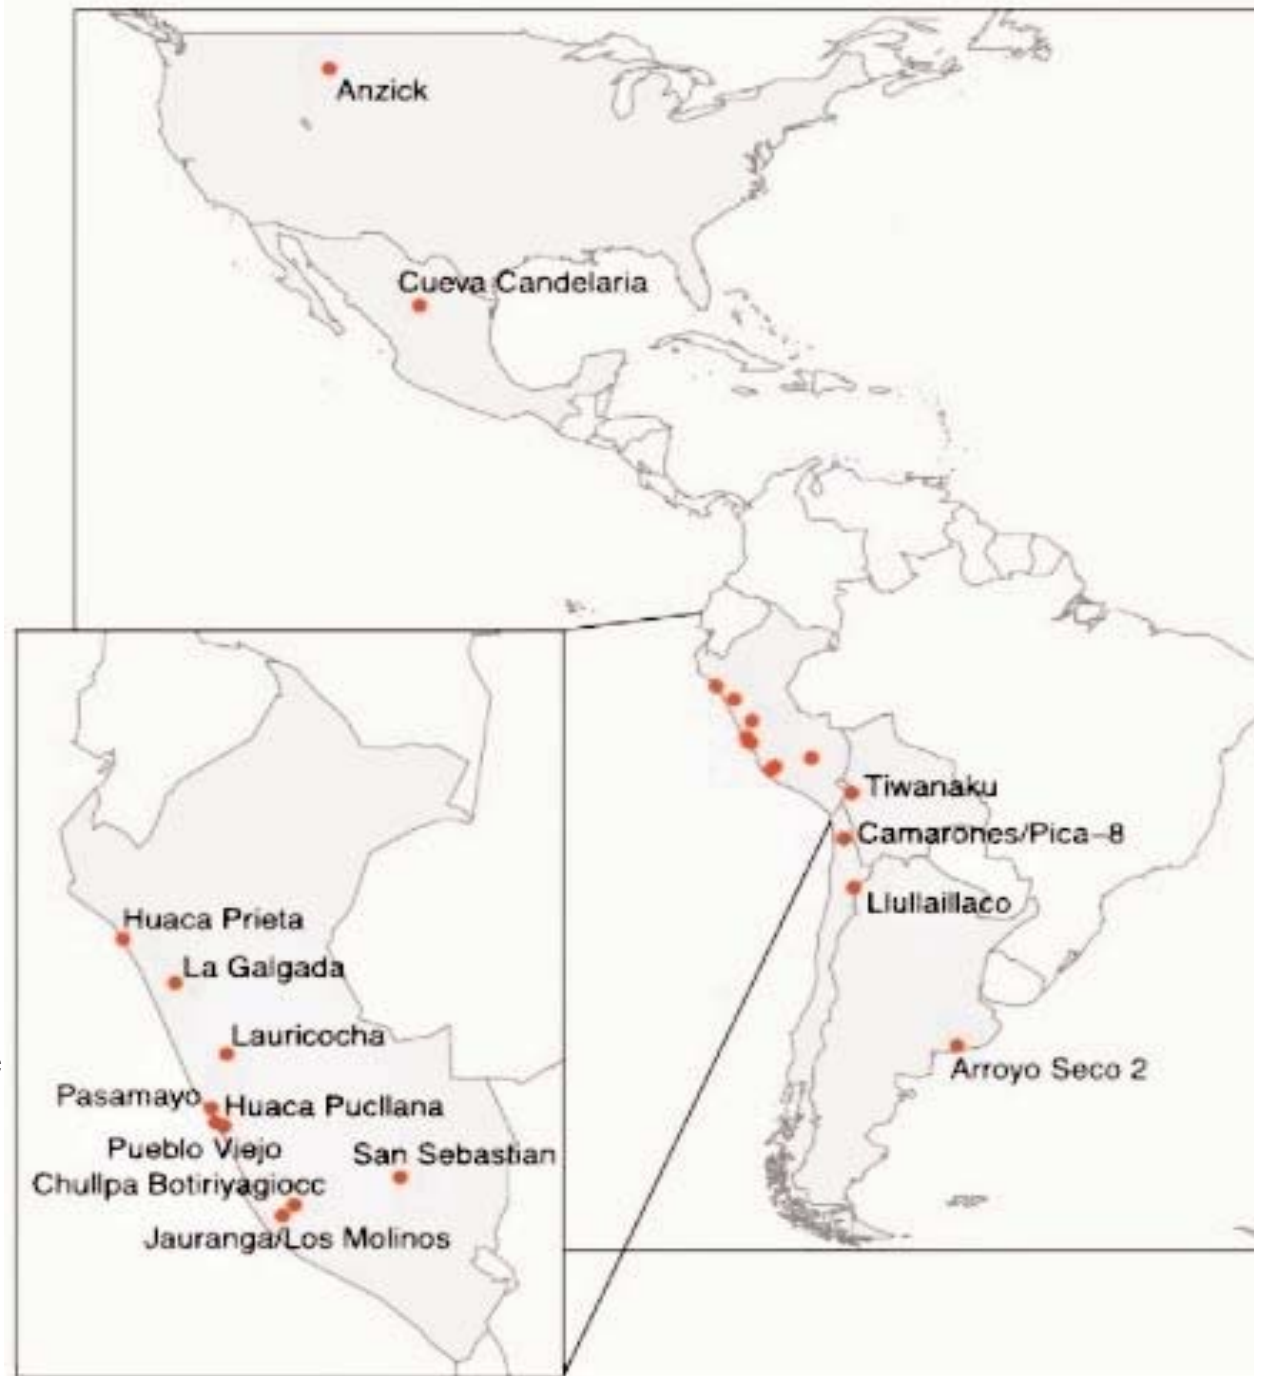 Anzick
Cueva Candelaria
Tiwanaku
Camarones/Pica–8
Llullaillaco
Arroyo Seco 2
Huaca Prieta
La Galgada
Lauricocha
Pasamayo
Huaca Pucllana
Pueblo Viejo
San Sebastian
Chullpa Botiriyagiocc
Jauranga/Los Molinos